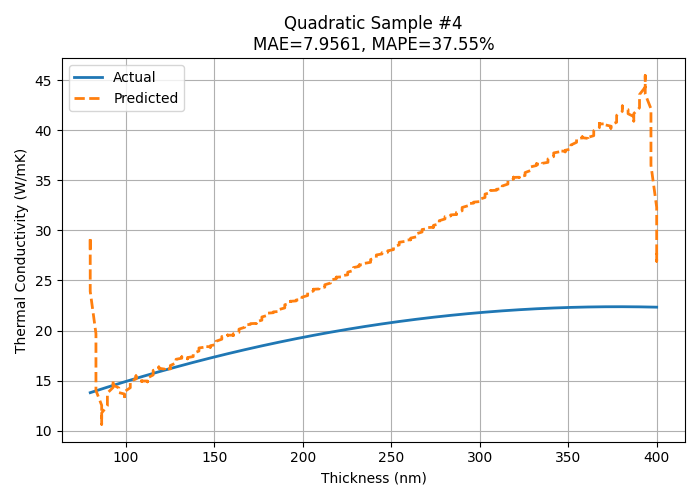 Quadratic Sample #4
MAE=7.9561, MAPE=37.55%
Actual
Predicted
Thermal Conductivity (W/mK)
45
40
35
30
25
20
15
10
100
150
200
250
300
350
400
Thickness (nm)